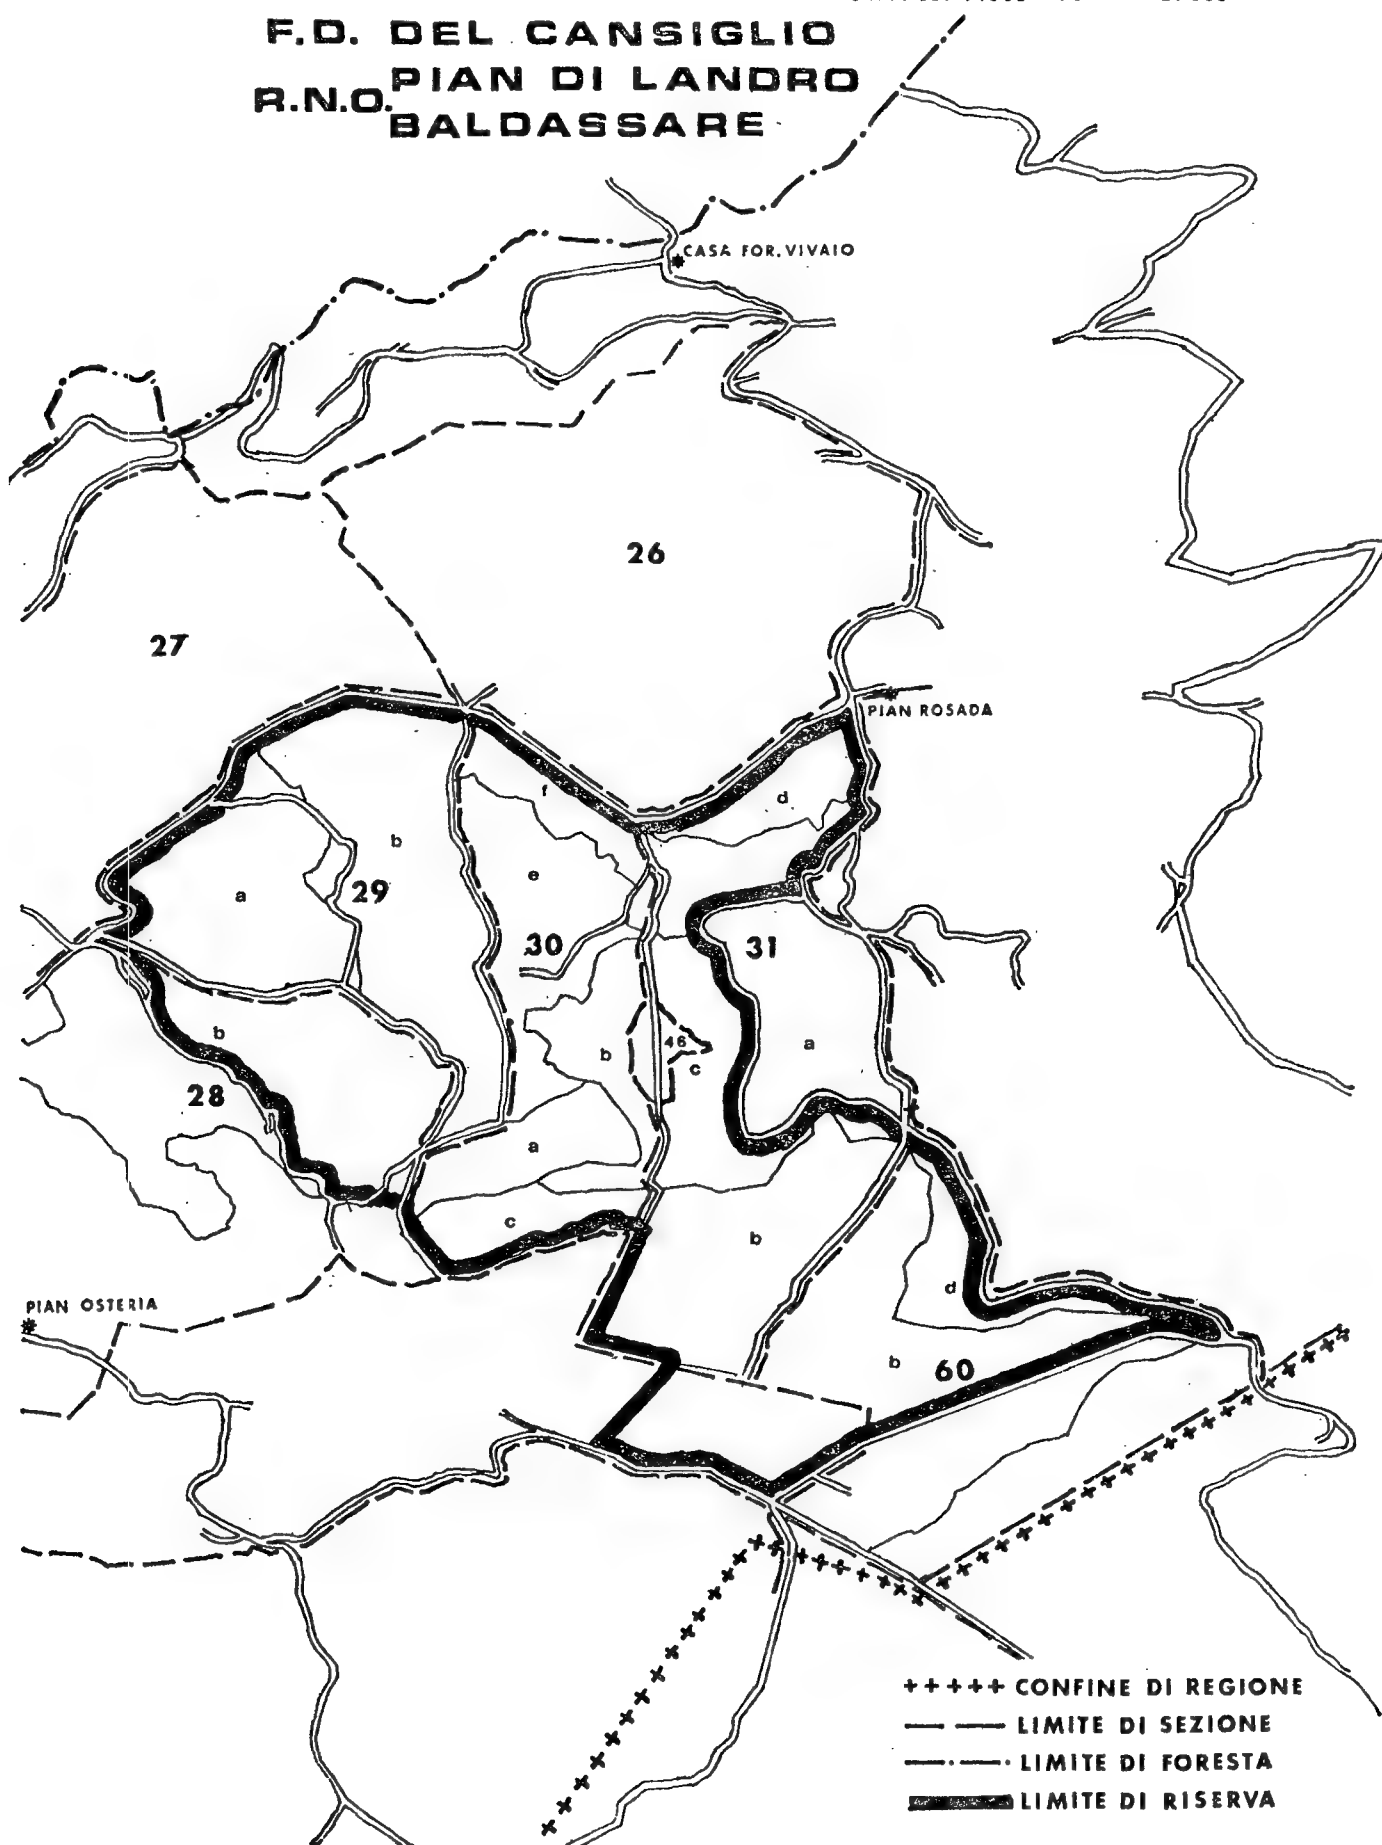 F.D. DEL CANSIGLIO
R.N.O. PIAN DI LANDRO
BALDASSARE
CASA FOR. VIVAIO
26
27
PIAN ROSADA
f
d
b
e
a
29
30
31
b
b
46
c
a
28
a
c
b
PIAN OSTERIA
d
b
60
+++++ CONFINE DI REGIONE
LIMITE DI SEZIONE
LIMITE DI FORESTA
LIMITE DI RISERVA